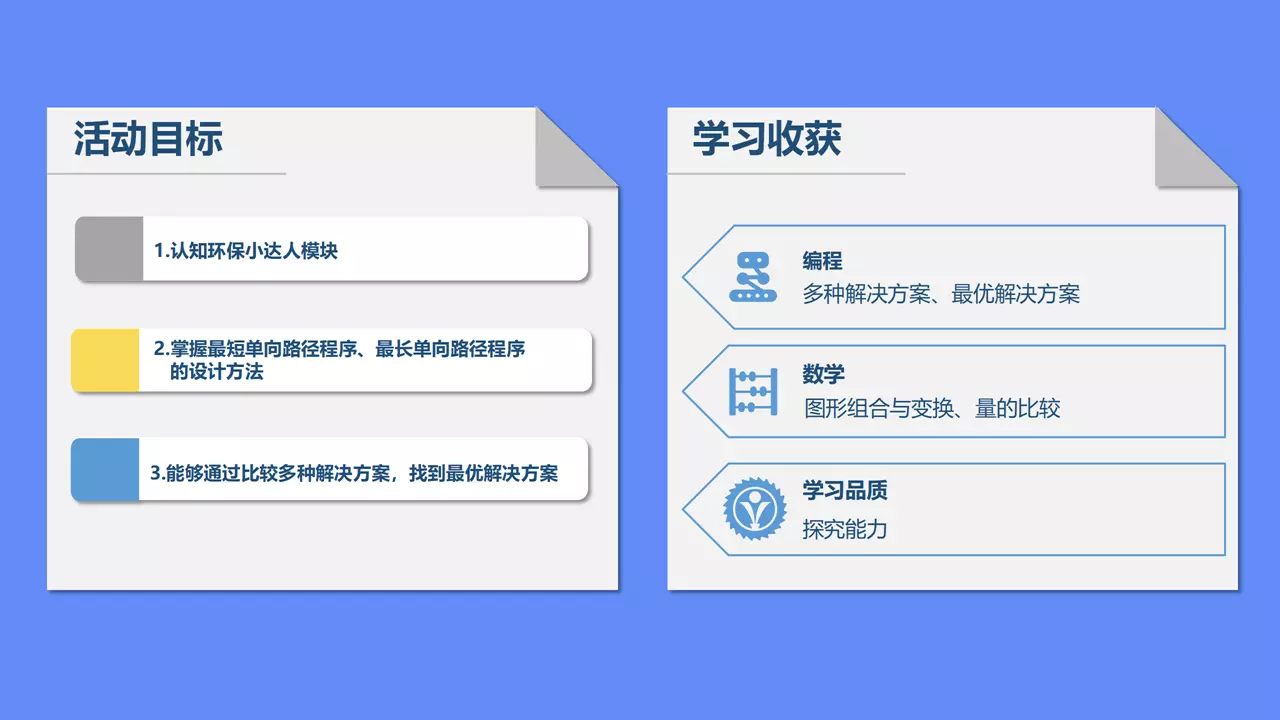 活动目标
1.认知环保小达人模块
2.掌握最短单向路径程序、最长单向路径程序
的设计方法
3.能够通过比较多种解决方案，找到最优解决方案
学习收获
编程
多种解决方案、最优解决方案
数学
图形组合与变换、量的比较
学习品质
探究能力